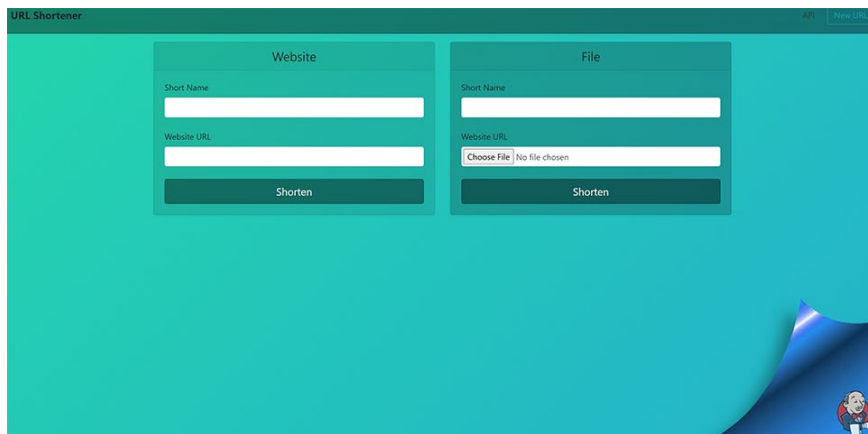 URL Shortener
API
New URL
Website
Short Name
Website URL
Shorten
File
Short Name
Website URL
Choose File No file chosen
Shorten